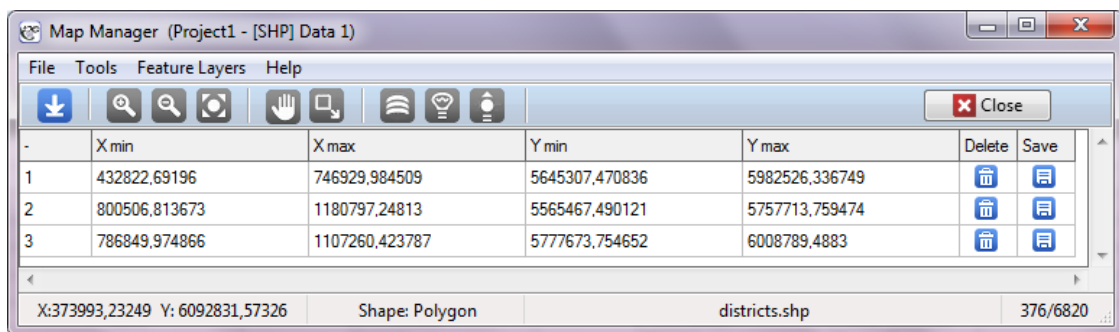 Map Manager (Project1 - [SHP] Data 1)
File Tools Feature Layers Help
Close
- X min X max Y min Y max Delete Save
1 432822,69196 746929,984509 5645307,470836 5982526,336749
2 800506,813673 1180797,24813 5565467,490121 5757713,759474
3 786849,974866 1107260,423787 5777673,754652 6008789,4883
X:373993,23249 Y: 6092831,57326 Shape: Polygon districts.shp 376/6820